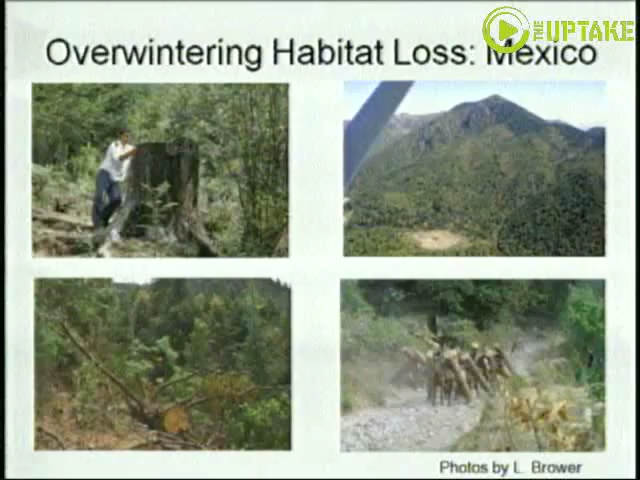 THE UPTAKE
Overwintering Habitat Loss: Mexico
Photos by L. Brower